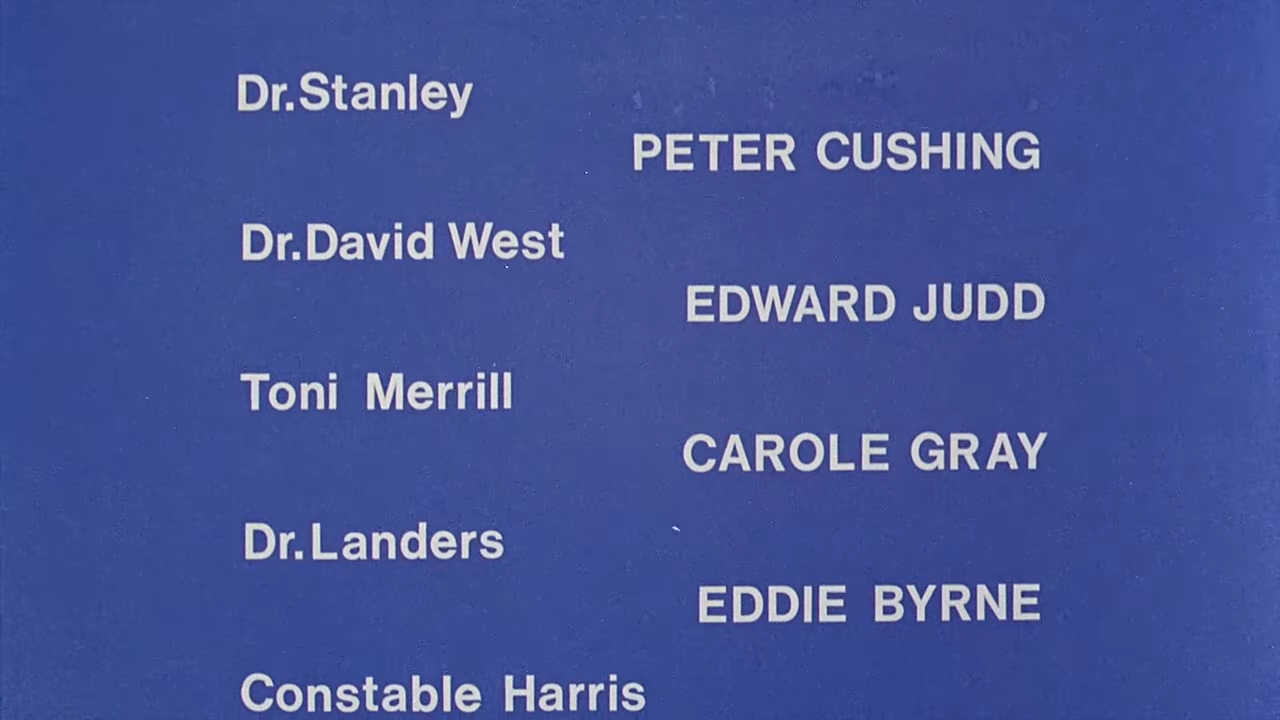 Dr.Stanley
PETER CUSHING
Dr.David West
EDWARD JUDD
Toni Merrill
CAROLE GRAY
Dr.Landers
EDDIE BYRNE
Constable Harris